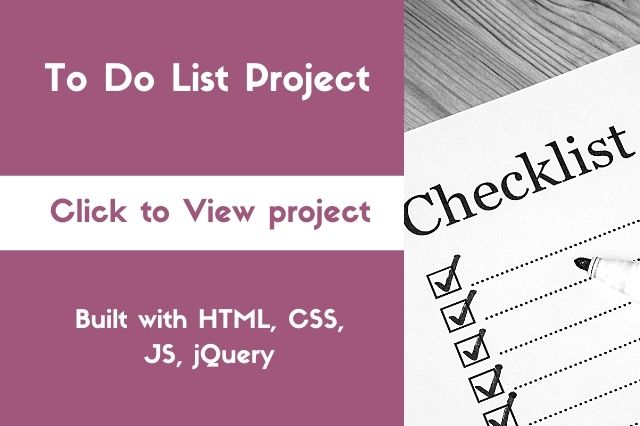 To Do List Project
Click to View project
Built with HTML, CSS,
JS, jQuery
Checklist